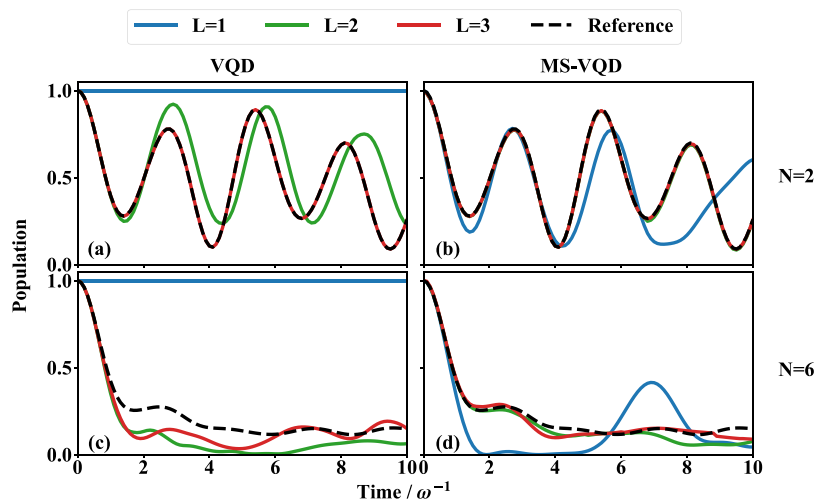 L=1 L=2 L=3 Reference
VQD MS-VQD
1.0
0.5
0.0
(a) (b)
N=2
Population
1.0
0.5
0.0
(c) (d)
N=6
0 2 4 6 8 10 0 2 4 6 8 10
Time / ω⁻¹